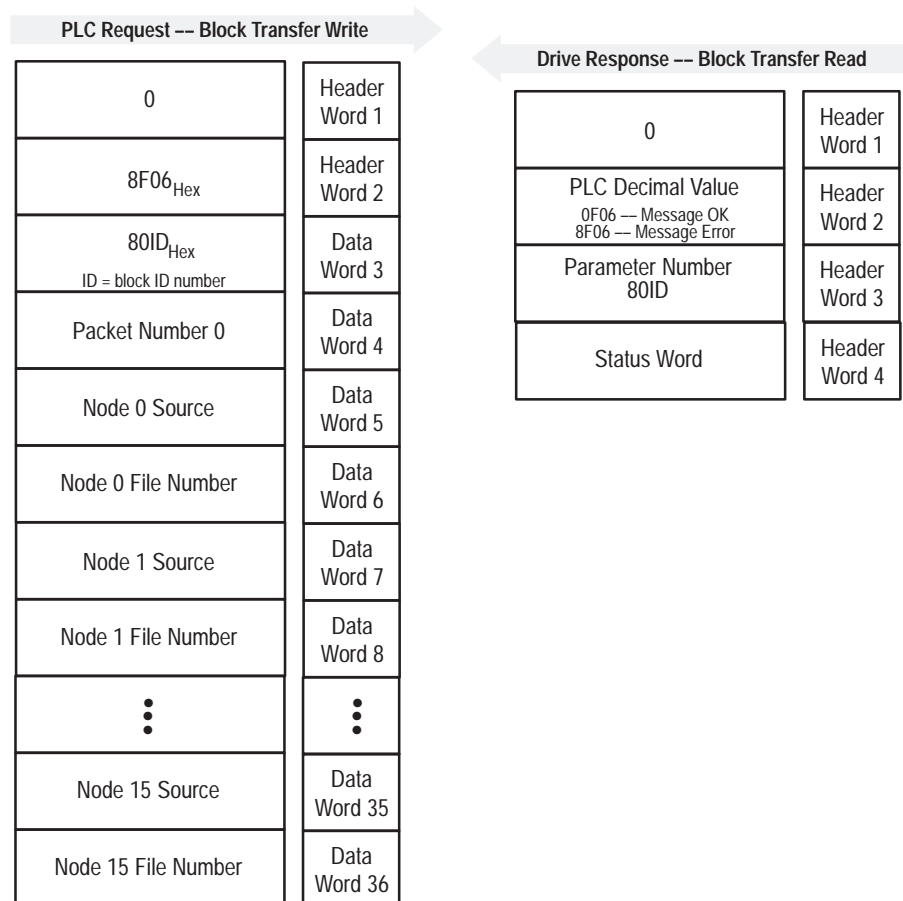 PLC Request –– Block Transfer Write
0
Header
Word 1
8F06Hex
Header
Word 2
80IDHex
ID = block ID number
Data
Word 3
Packet Number 0
Data
Word 4
Node 0 Source
Data
Word 5
Node 0 File Number
Data
Word 6
Node 1 Source
Data
Word 7
Node 1 File Number
Data
Word 8
Node 15 Source
Data
Word 35
Node 15 File Number
Data
Word 36
Drive Response –– Block Transfer Read
0
Header
Word 1
PLC Decimal Value
0F06 –– Message OK
8F06 –– Message Error
Header
Word 2
Parameter Number
80ID
Header
Word 3
Status Word
Header
Word 4